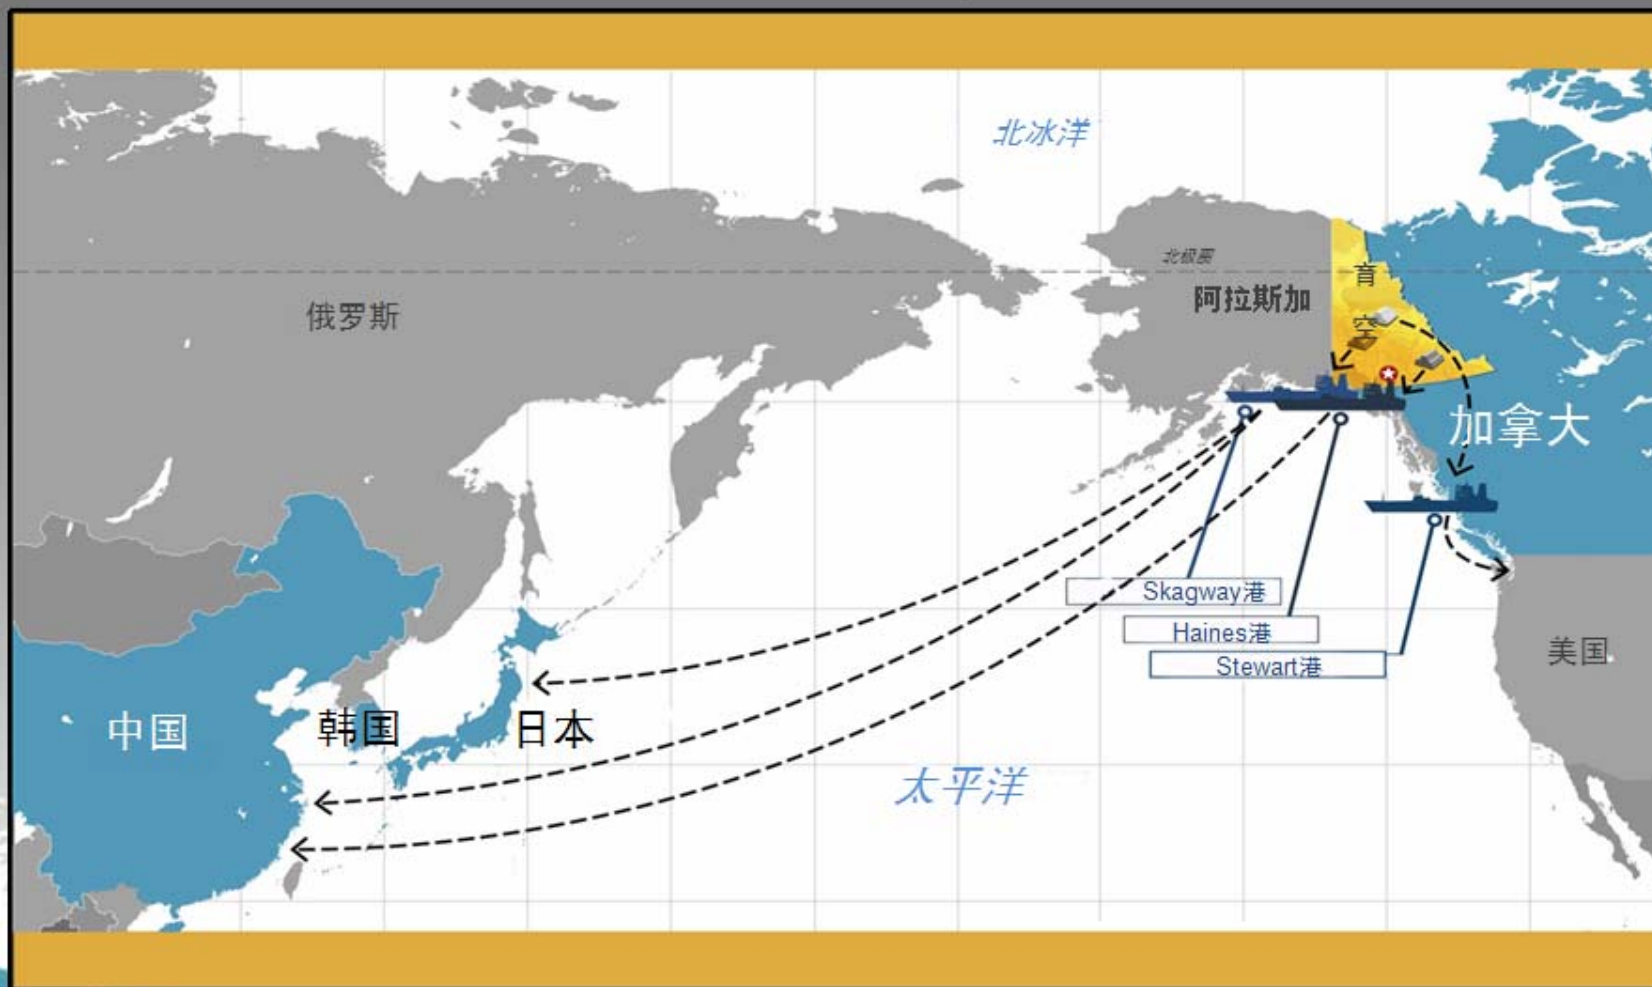 北冰洋
北极圈
育
空
阿拉斯加
俄罗斯
加拿大
Skagway港
Haines港
Stewart港
美国
中国
韩国
日本
太平洋